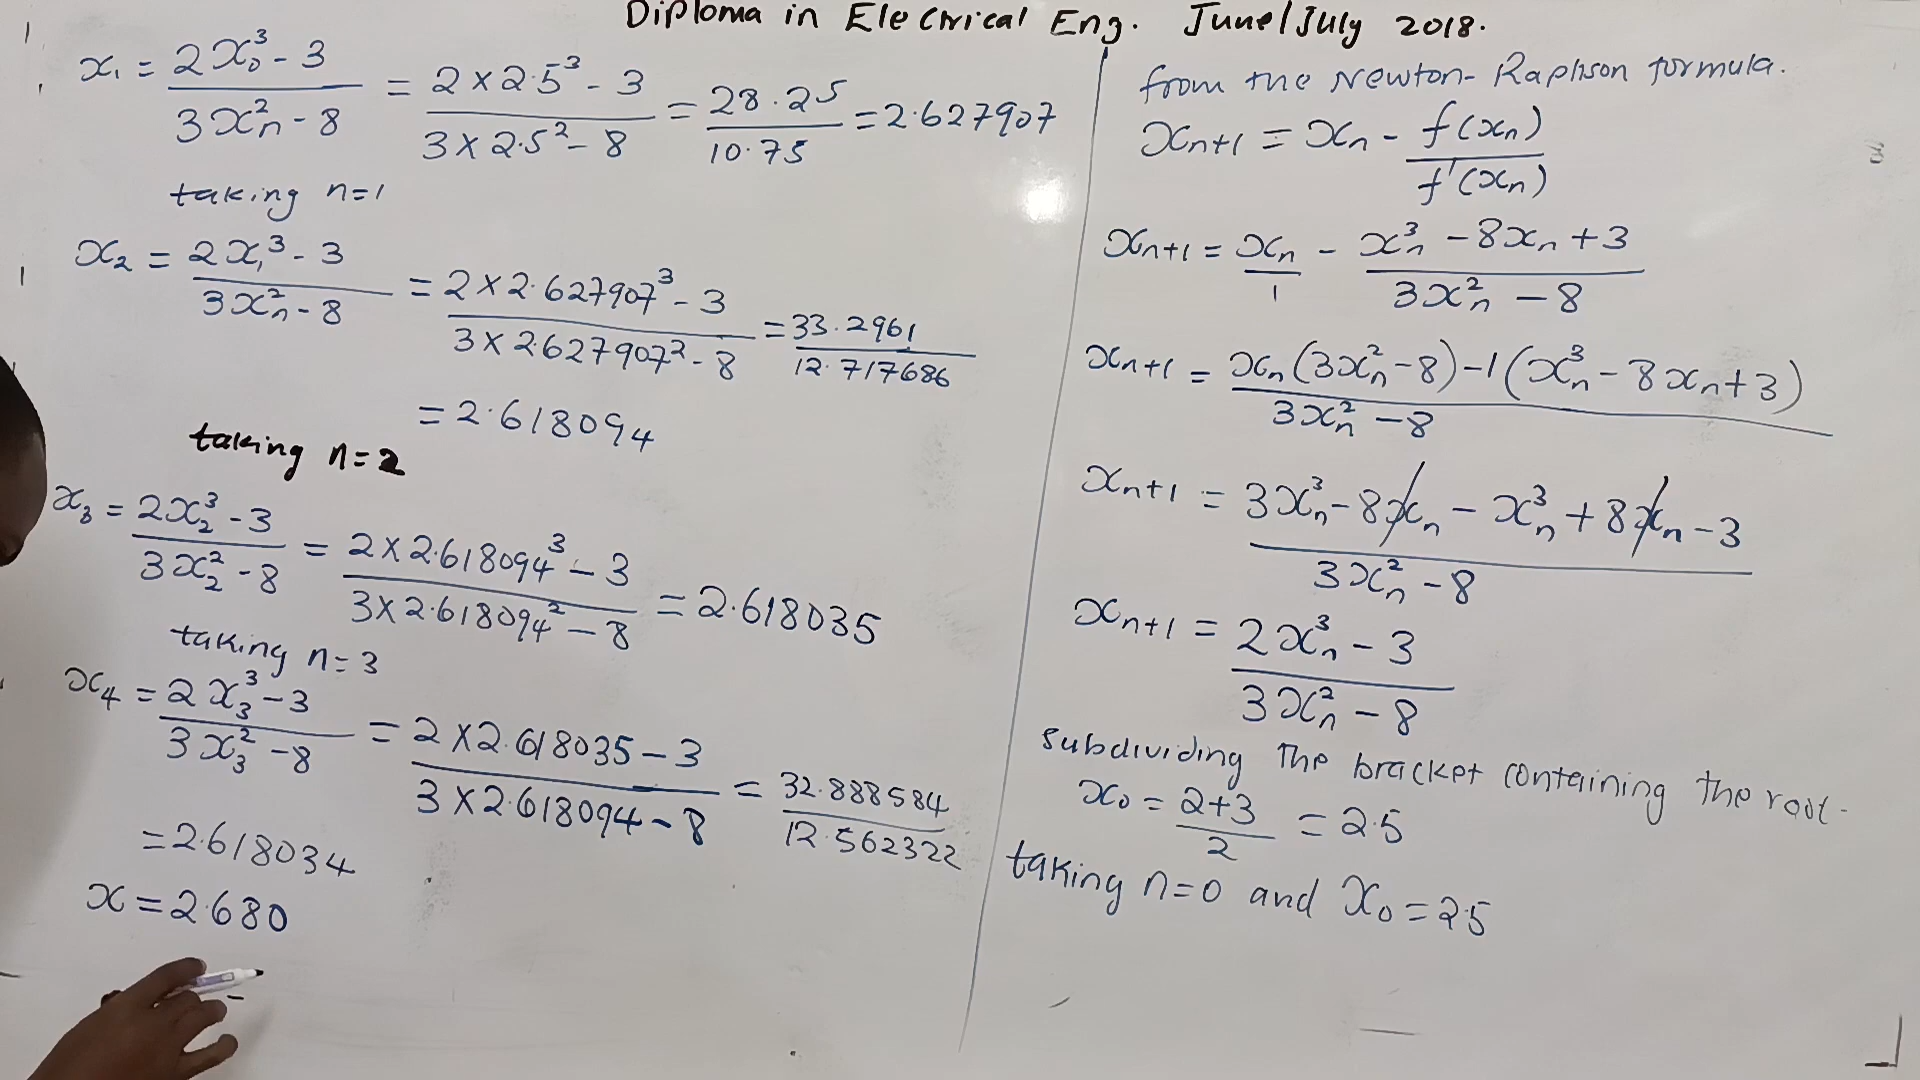 Diploma in Electrical Eng. June/July 2018.
x₁ = (2x₀³ - 3)/(3xₙ² - 8) = (2 × 2.5³ - 3)/(3 × 2.5² - 8) = 28.25/10.75 = 2.627907
taking n=1
x₂ = (2x₁³ - 3)/(3xₙ² - 8) = (2 × 2.627907³ - 3)/(3 × 2.627907² - 8) = 33.2961/12.717686
= 2.618094
taking n=2
x₃ = (2x₂³ - 3)/(3x₂² - 8) = (2 × 2.618094³ - 3)/(3 × 2.618094² - 8) = 2.618035
taking n=3
x₄ = (2x₃³ - 3)/(3x₃² - 8) = (2 × 2.618035 - 3)/(3 × 2.618094 - 8) = 32.888584/12.562322
= 2.618034
x = 2.680
from the Newton-Raphson formula.
xₙ₊₁ = xₙ - f(xₙ)/f'(xₙ)
xₙ₊₁ = xₙ/1 - (xₙ³ - 8xₙ + 3)/(3xₙ² - 8)
xₙ₊₁ = (xₙ(3xₙ² - 8) - 1(xₙ³ - 8xₙ + 3))/(3xₙ² - 8)
xₙ₊₁ = (3xₙ³ - 8xₙ - xₙ³ + 8xₙ - 3)/(3xₙ² - 8)
xₙ₊₁ = (2xₙ³ - 3)/(3xₙ² - 8)
subdividing the bracket containing the root.
x₀ = (2+3)/2 = 2.5
taking n=0 and x₀ = 2.5